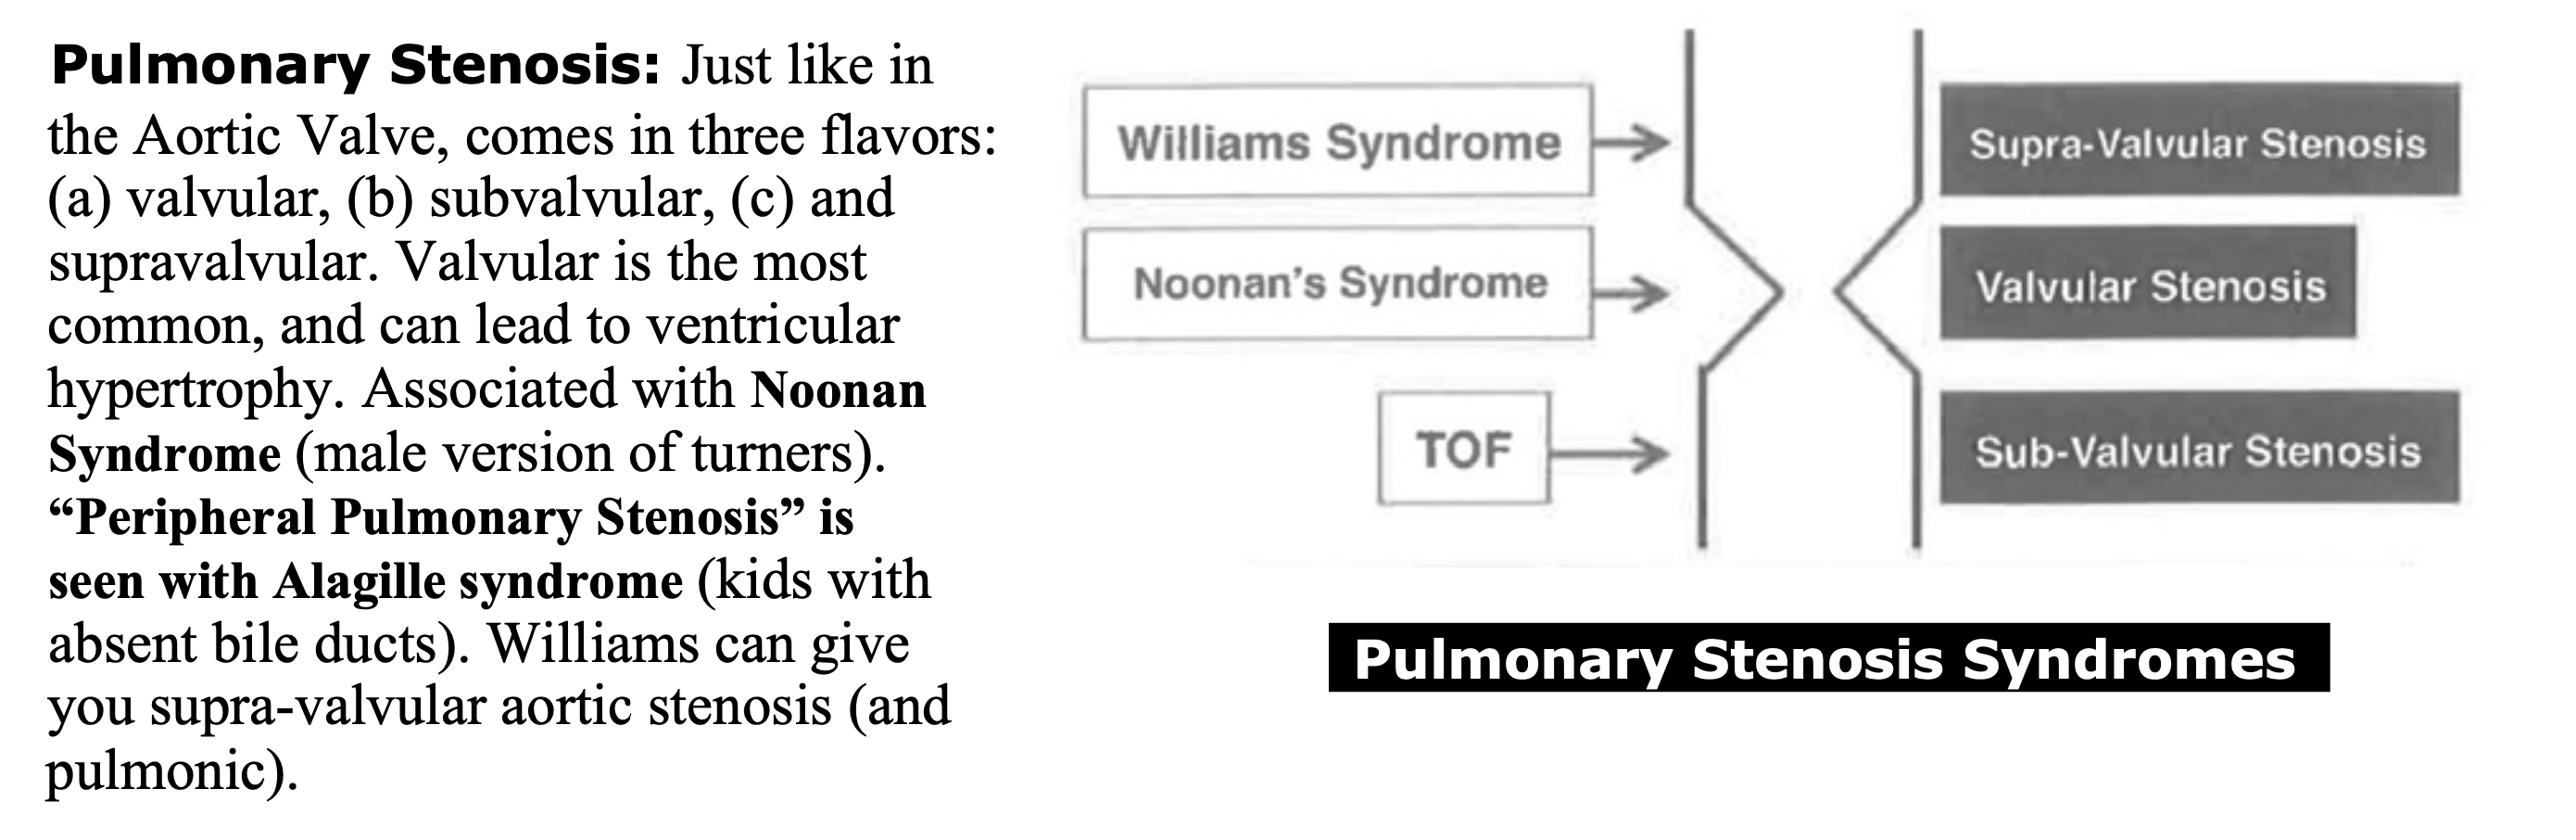 Pulmonary Stenosis: Just like in
the Aortic Valve, comes in three flavors:
(a) valvular, (b) subvalvular, (c) and
supravalvular. Valvular is the most
common, and can lead to ventricular
hypertrophy. Associated with Noonan
Syndrome (male version of turners).
“Peripheral Pulmonary Stenosis” is
seen with Alagille syndrome (kids with
absent bile ducts). Williams can give
you supra-valvular aortic stenosis (and
pulmonic).
Williams Syndrome
Supra-Valvular Stenosis
Noonan’s Syndrome
Valvular Stenosis
TOF
Sub-Valvular Stenosis
Pulmonary Stenosis Syndromes